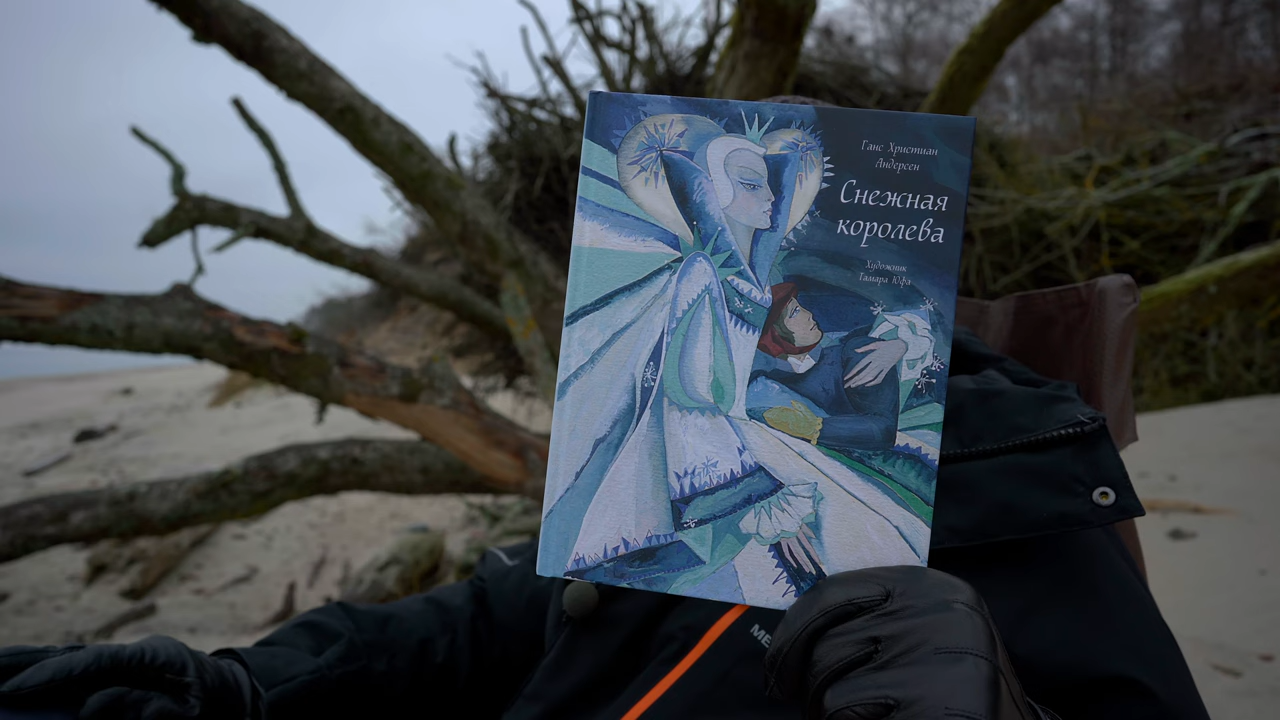 Ганс Христиан
Андерсен
Снежная
королева
Художник
Тамара Юфа